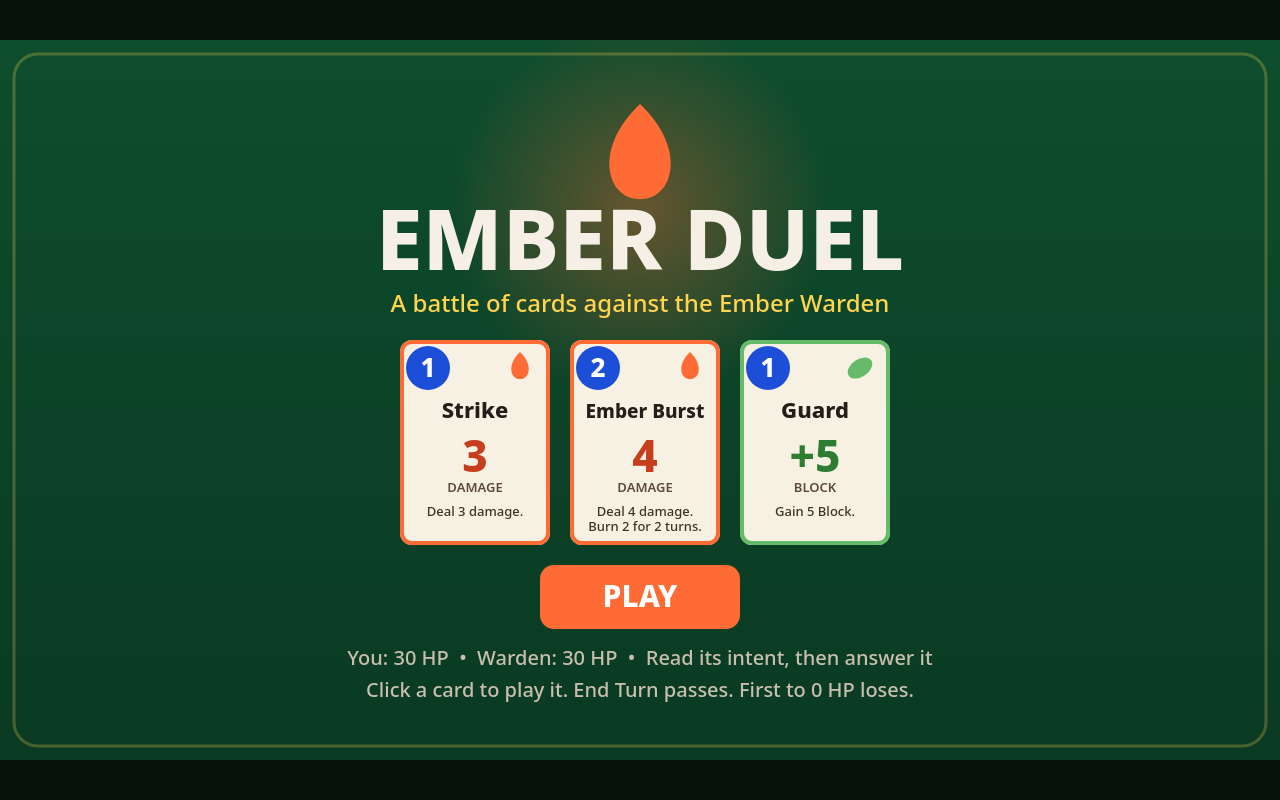 EMBER DUEL
A battle of cards against the Ember Warden
1
Strike
3
DAMAGE
Deal 3 damage.
2
Ember Burst
4
DAMAGE
Deal 4 damage.
Burn 2 for 2 turns.
1
Guard
+5
BLOCK
Gain 5 Block.
PLAY
You: 30 HP • Warden: 30 HP • Read its intent, then answer it
Click a card to play it. End Turn passes. First to 0 HP loses.